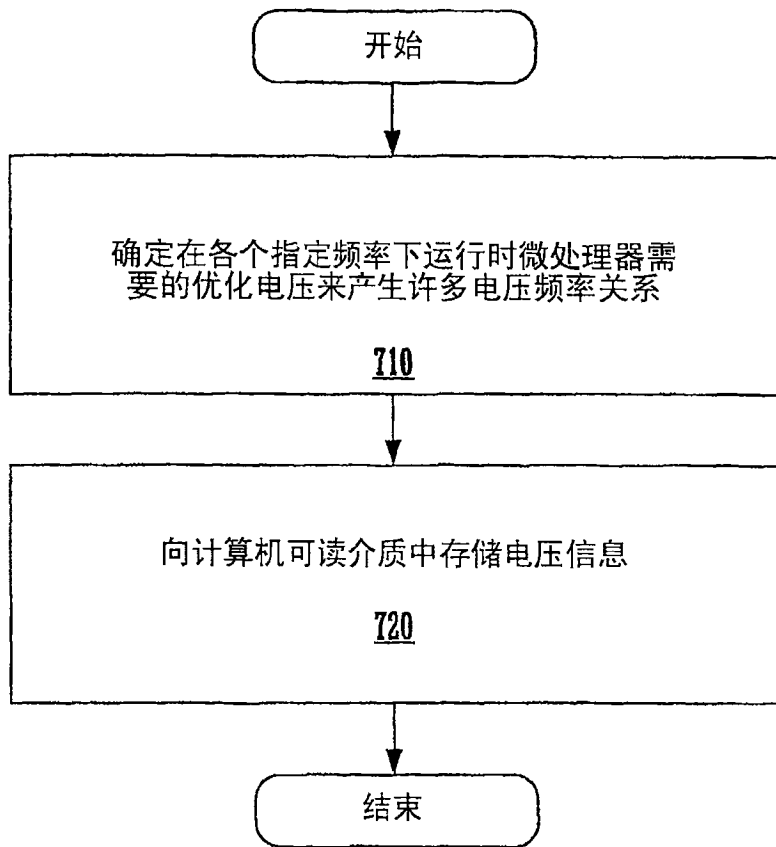 开始
确定在各个指定频率下运行时微处理器需
要的优化电压来产生许多电压频率关系
710
向计算机可读介质中存储电压信息
720
结束